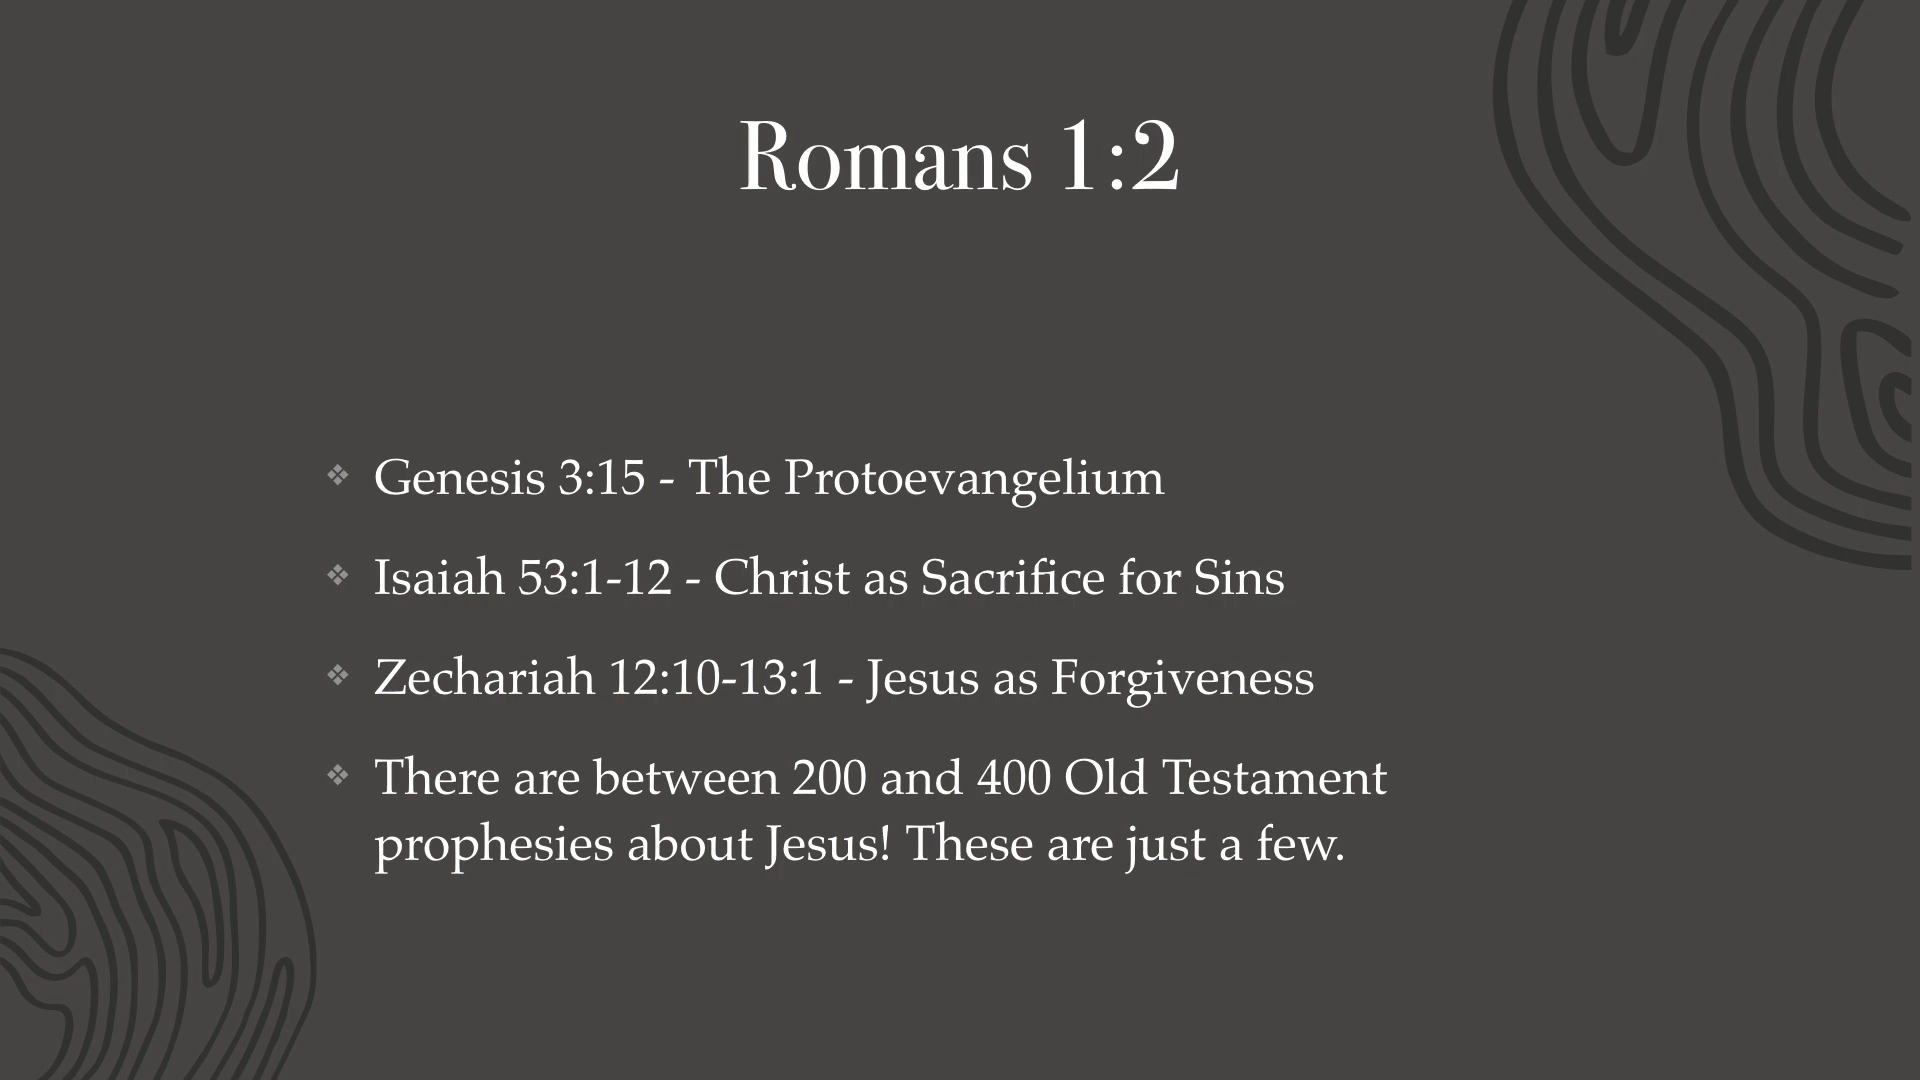 Romans 1:2
❖ Genesis 3:15 - The Protoevangelium
❖ Isaiah 53:1-12 - Christ as Sacrifice for Sins
❖ Zechariah 12:10-13:1 - Jesus as Forgiveness
❖ There are between 200 and 400 Old Testament
prophesies about Jesus! These are just a few.